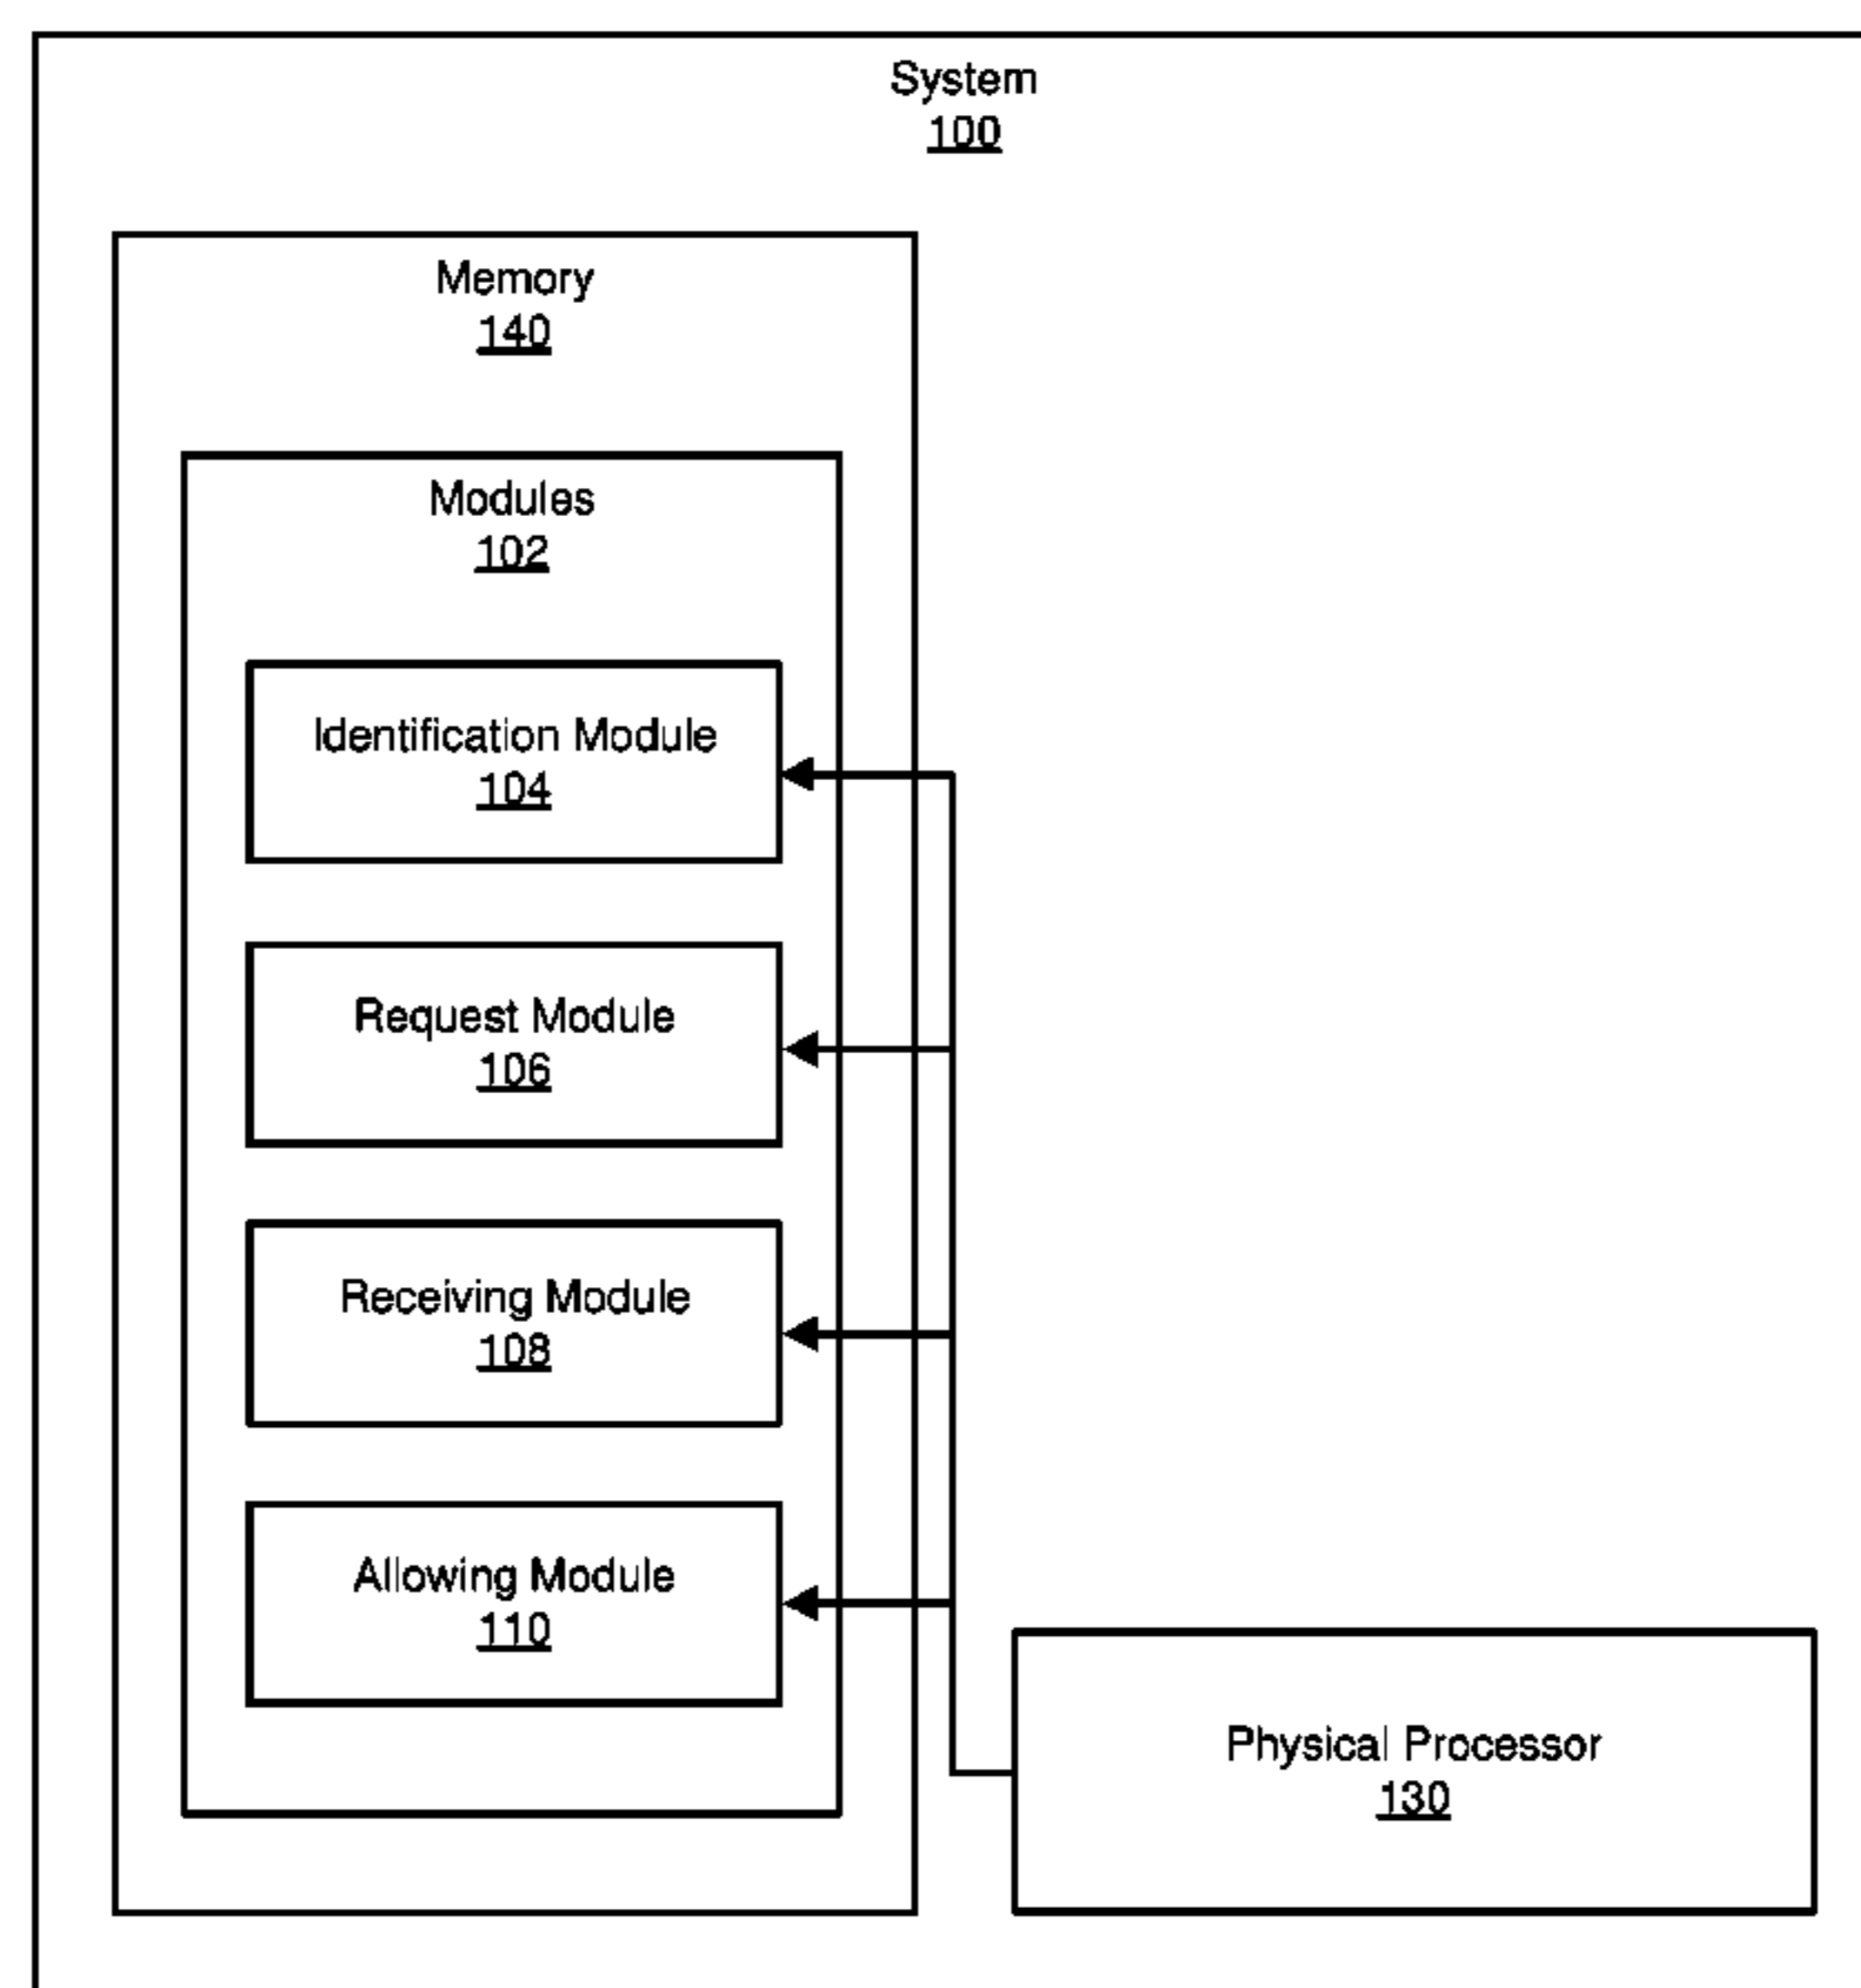 System
100
Memory
140
Modules
102
Identification Module
104
Request Module
106
Receiving Module
108
Allowing Module
110
Physical Processor
130